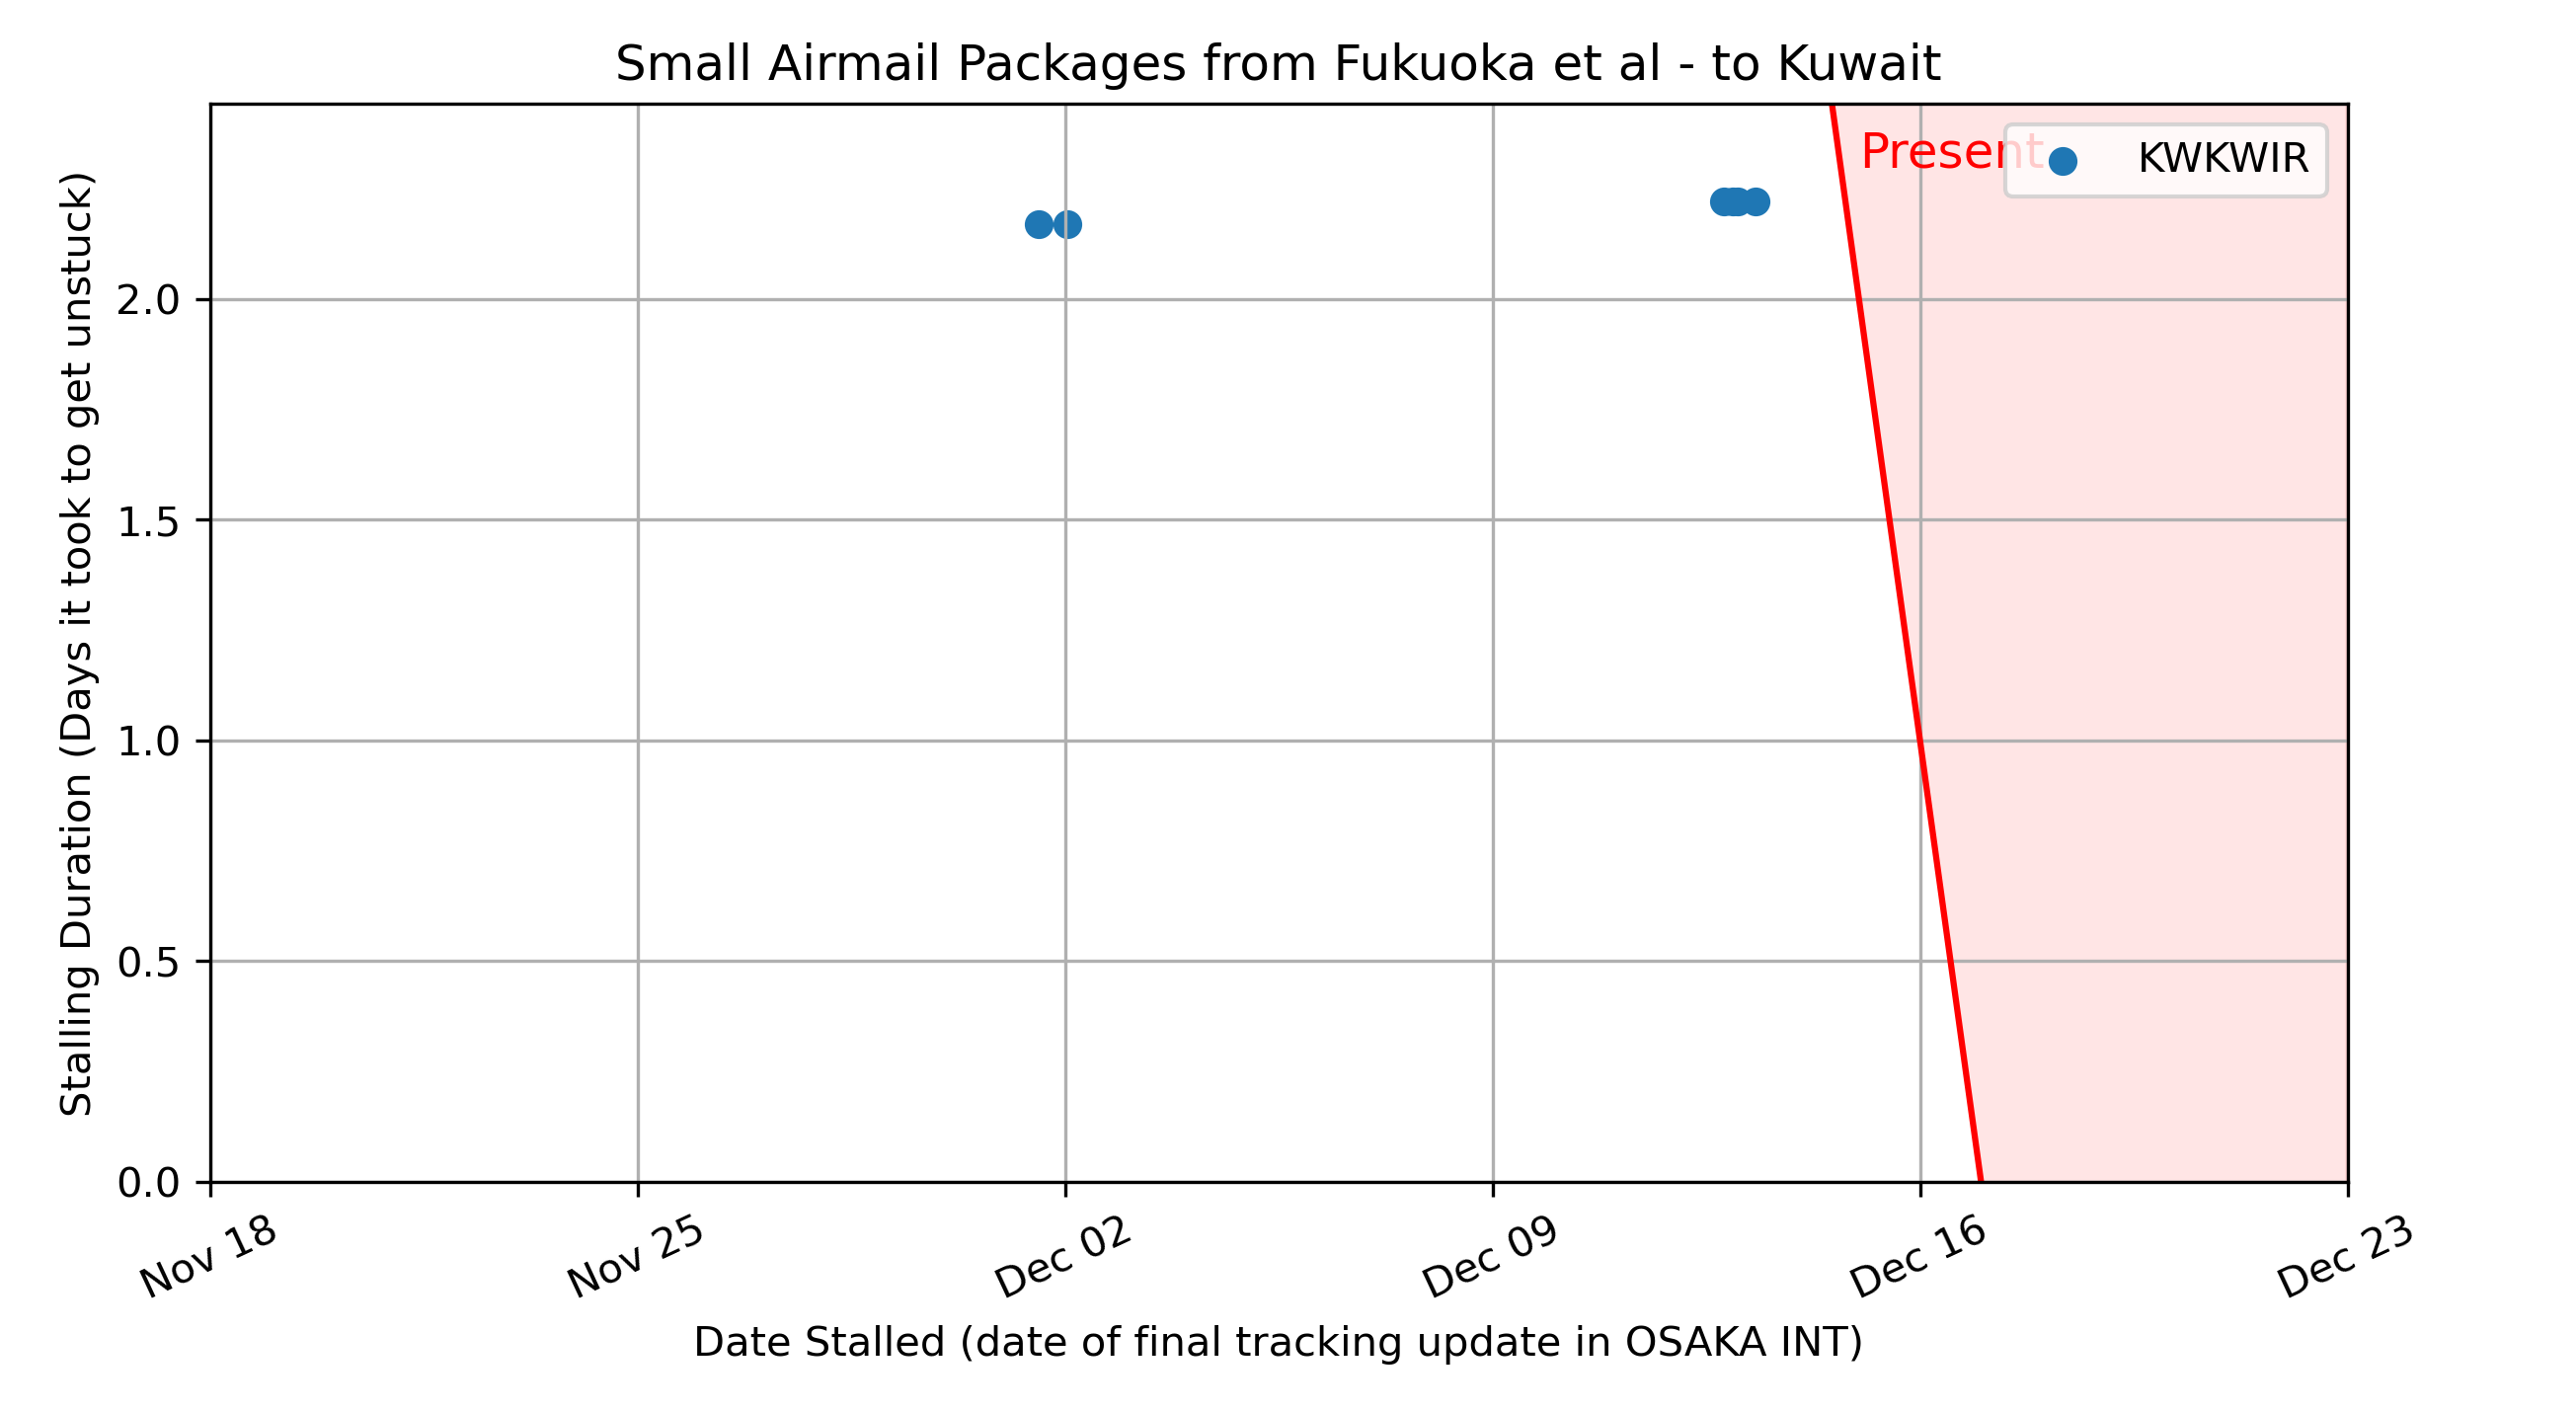 Small Airmail Packages from Fukuoka et al - to Kuwait
Present
KWKWIR
Stalling Duration (Days it took to get unstuck)
2.0
1.5
1.0
0.5
0.0
Nov 18
Nov 25
Dec 02
Dec 09
Dec 16
Dec 23
Date Stalled (date of final tracking update in OSAKA INT)